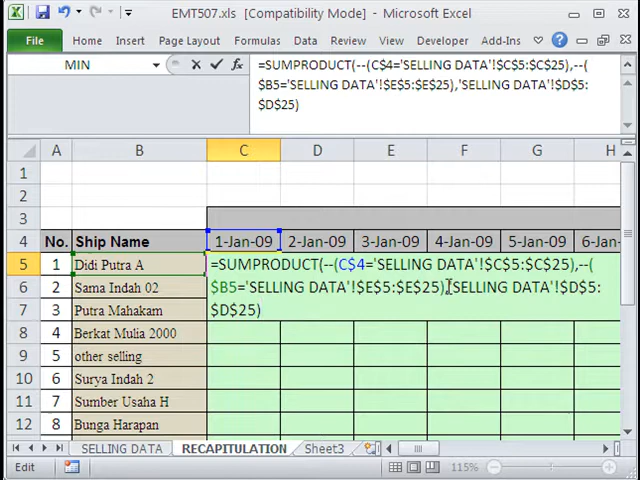 EMT507.xls [Compatibility Mode] - Microsoft Excel
File Home Insert Page Layout Formulas Data Review View Developer Add-Ins
MIN fx =SUMPRODUCT(--(C$4='SELLING DATA'!$C$5:$C$25),--(
$B5='SELLING DATA'!$E$5:$E$25),'SELLING DATA'!$D$5:
$D$25)
A B C D E F G H
1
2
3
4 No. Ship Name 1-Jan-09 2-Jan-09 3-Jan-09 4-Jan-09 5-Jan-09 6-Jan-
5 1 Didi Putra A =SUMPRODUCT(--(C$4='SELLING DATA'!$C$5:$C$25),--(
6 2 Sama Indah 02 $B5='SELLING DATA'!$E$5:$E$25),'SELLING DATA'!$D$5:
7 3 Putra Mahakam $D$25)
8 4 Berkat Mulia 2000
9 5 other selling
10 6 Surya Indah 2
11 7 Sumber Usaha H
12 8 Bunga Harapan
SELLING DATA RECAPITULATION Sheet3
Edit 115%